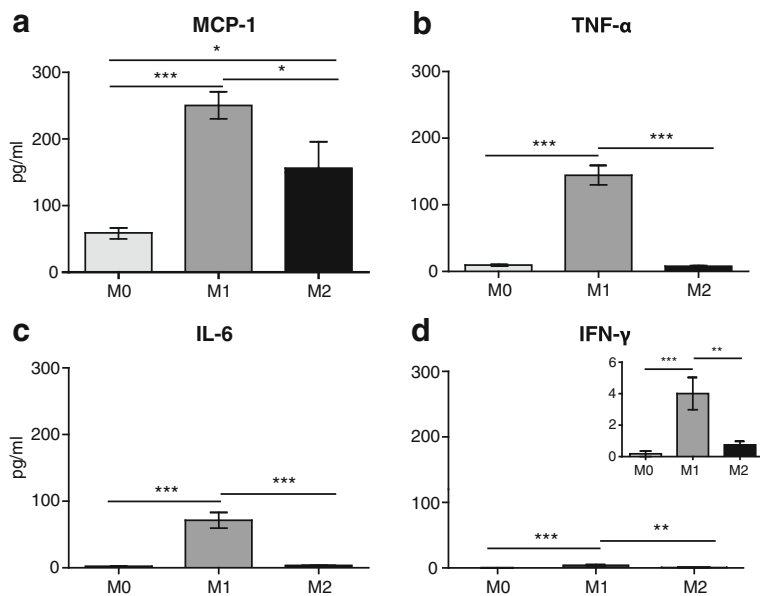 a
MCP-1
*
***
*
300
200
100
0
pg/ml
M0 M1 M2
b
TNF-α
***
***
300
200
100
0
M0 M1 M2
c
IL-6
***
***
300
200
100
0
pg/ml
M0 M1 M2
d
IFN-γ
***
**
300
200
100
0
M0 M1 M2
***
**
6
4
2
0
M0 M1 M2